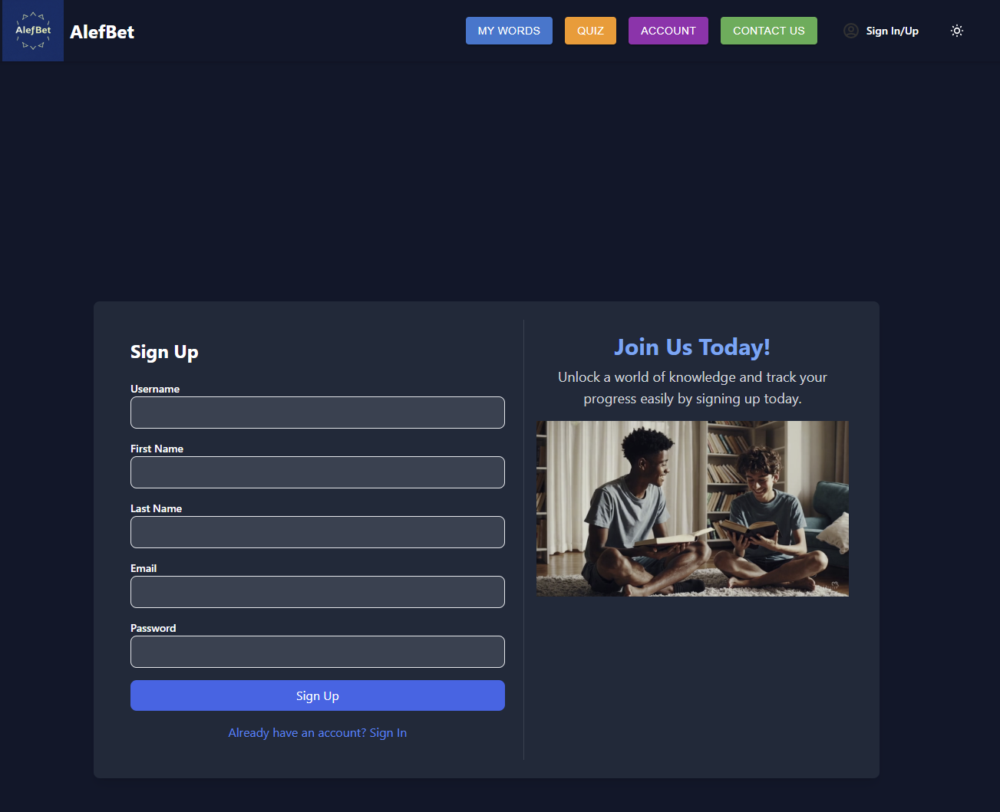 AlefBet
AlefBet
MY WORDS
QUIZ
ACCOUNT
CONTACT US
Sign In/Up
Sign Up
Username
First Name
Last Name
Email
Password
Sign Up
Already have an account? Sign In
Join Us Today!
Unlock a world of knowledge and track your
progress easily by signing up today.